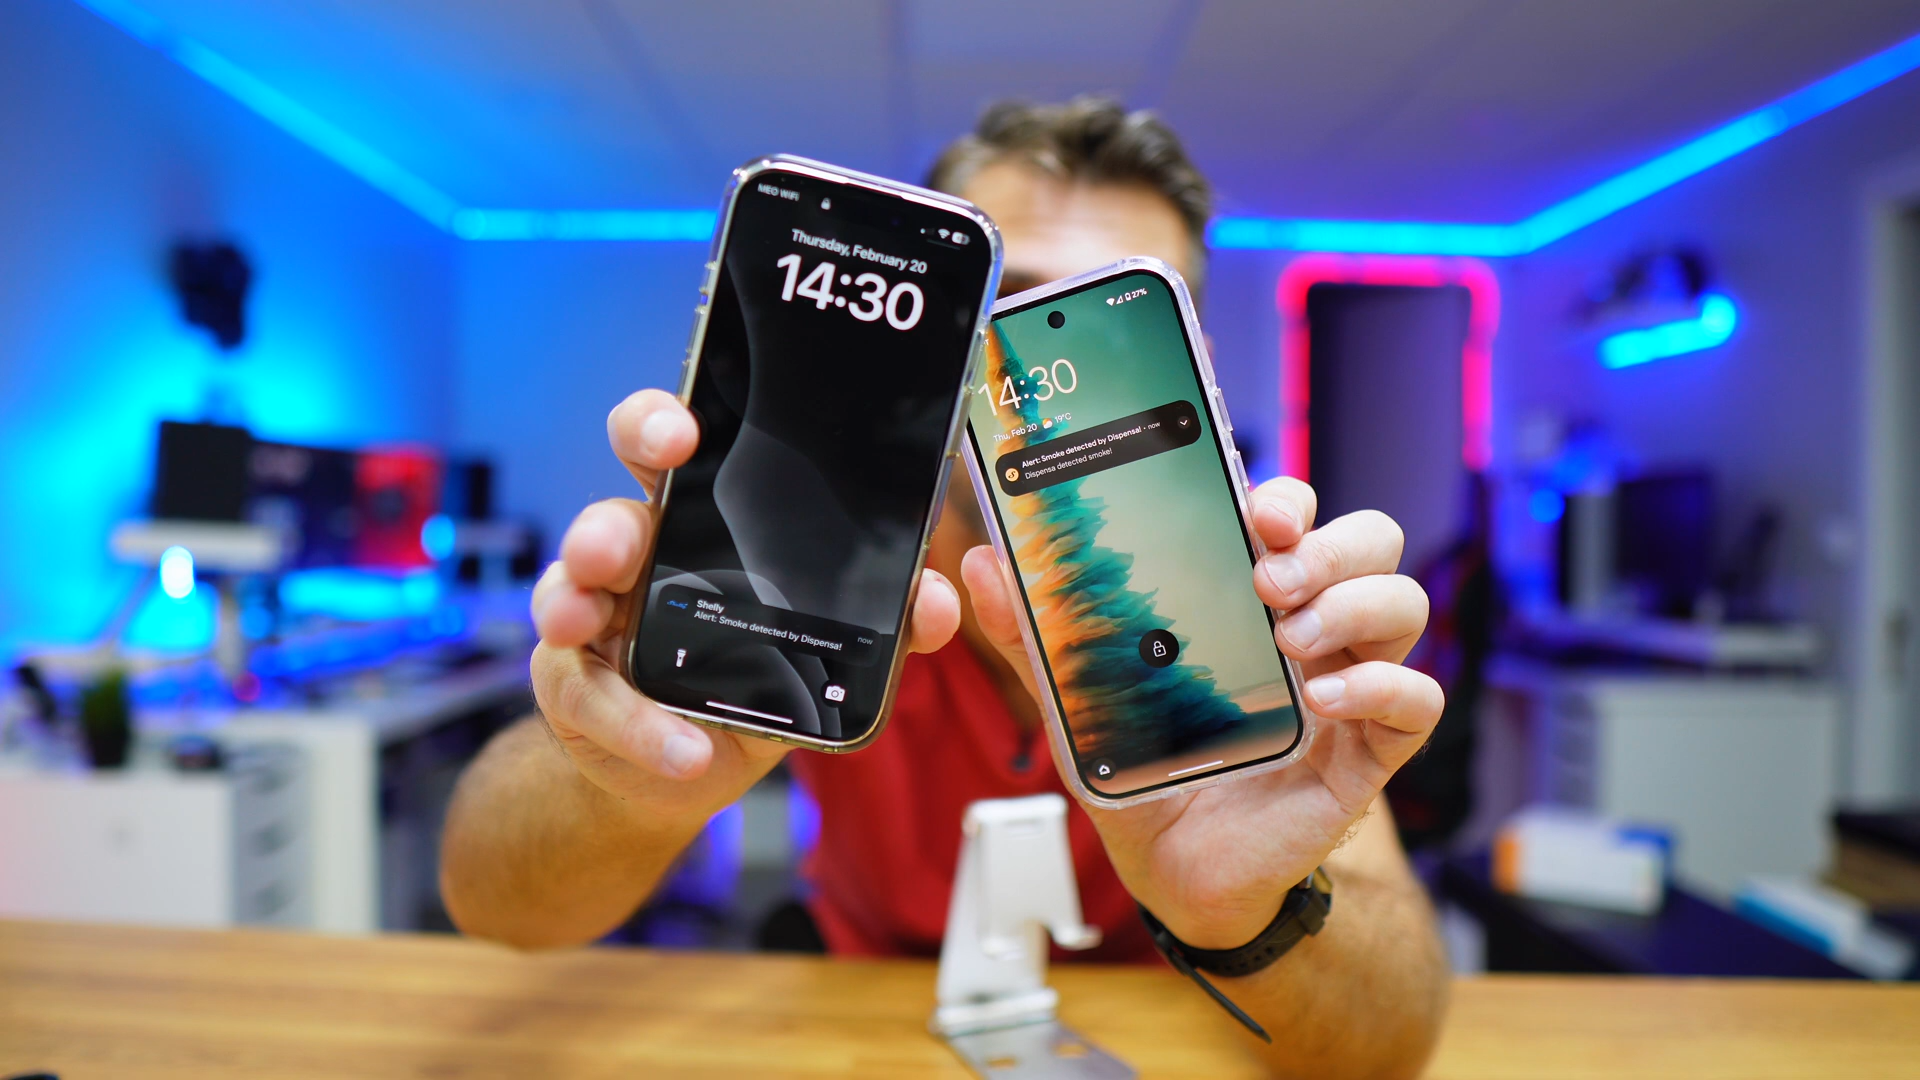 MEO WiFi
Thursday, February 20
14:30
Shelly
now
Alert: Smoke detected by Dispensa!
27%
14:30
Thu, Feb 20 19°C
Alert: Smoke detected by Dispensa! • now
Dispensa detected smoke!